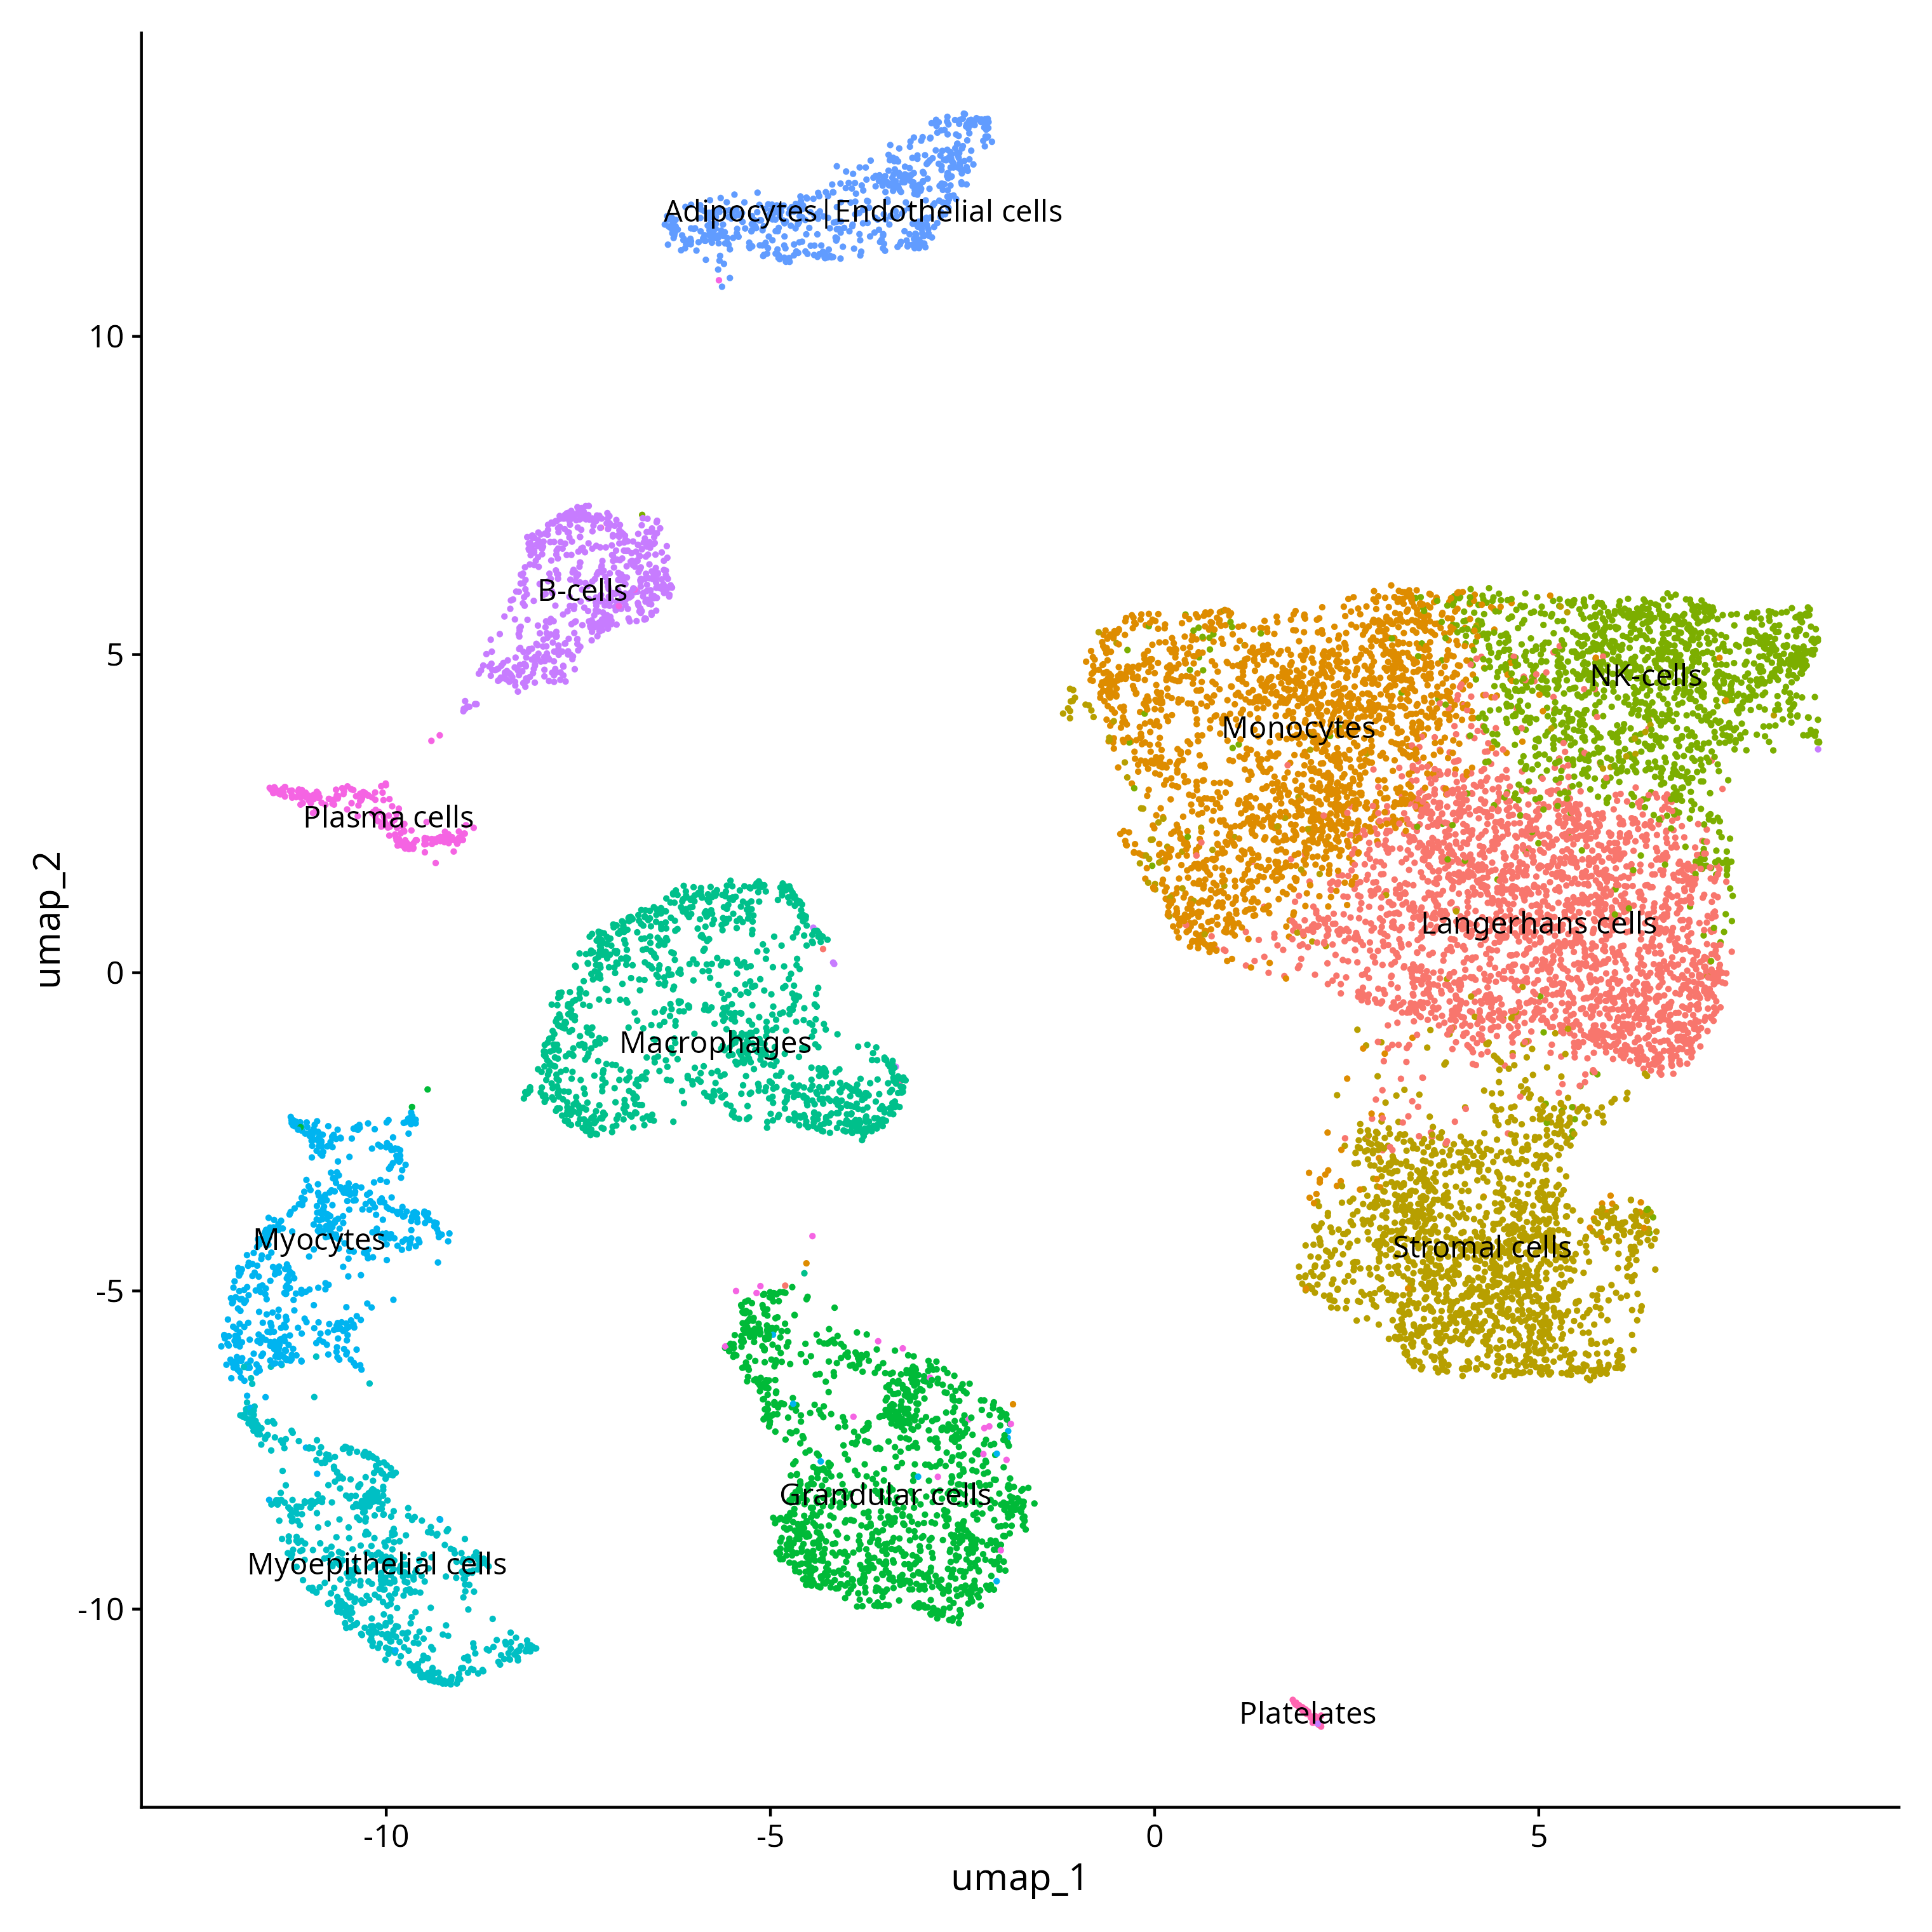 Adipocytes|Endothelial cells
10
B-cells
5
NK-cells
Monocytes
Plasma cells
umap_2
Langerhans cells
0
Macrophages
Myocytes
Stromal cells
-5
Grandular cells
Myoepithelial cells
-10
Platelates
-10
-5
0
5
umap_1